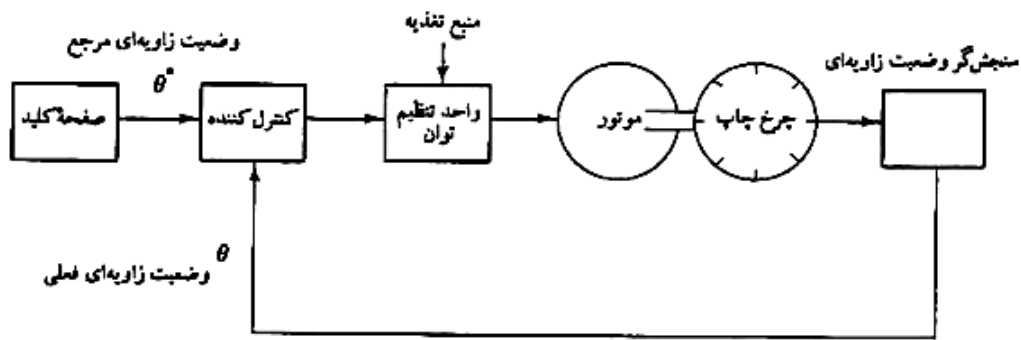 منبع تغذیه
وضعیت زاویه‌ای مرجع
θ*
منجش‌گر وضعیت زاویه‌ای
صفحهٔ کلید
کنترل کننده
واحد تنظیم
توان
موتور
چرخ چاپ
θ
وضعیت زاویه‌ای فعلی